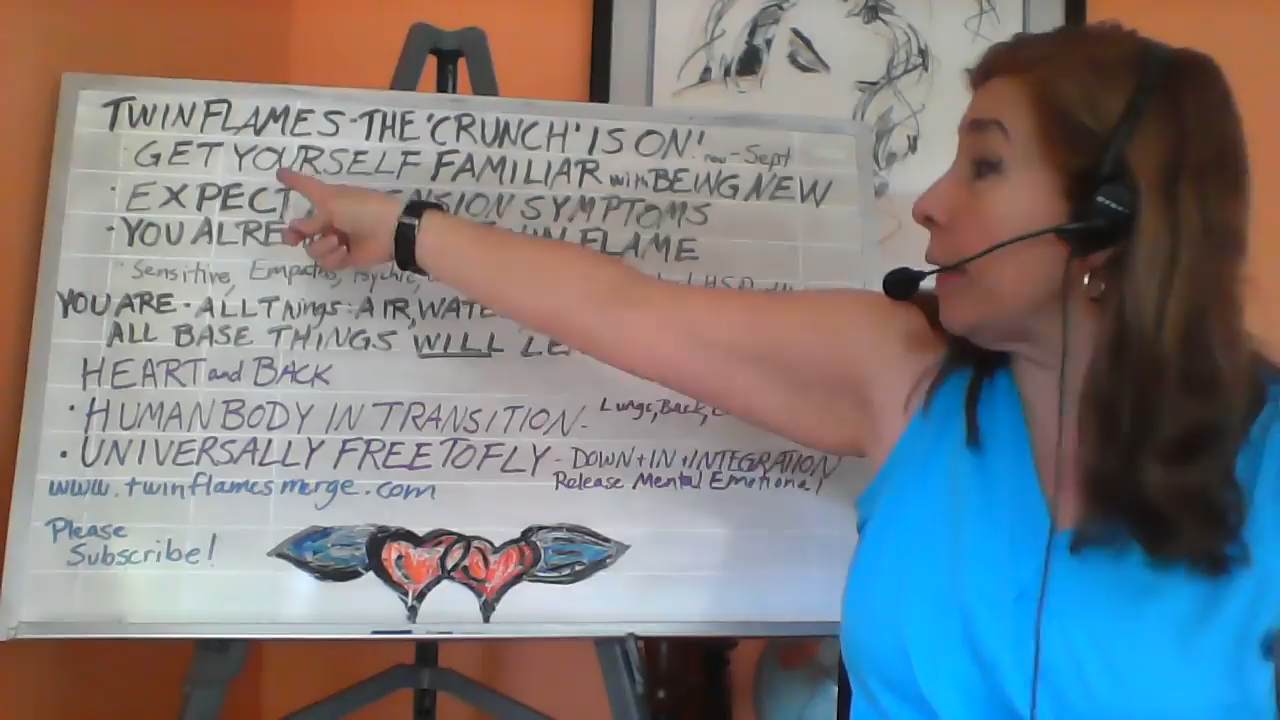 TWIN FLAMES - THE 'CRUNCH' IS ON! now - Sept
· GET YOURSELF FAMILIAR with BEING NEW
· EXPECT SYMPTOMS
· YOU FLAME
· Sensitive, Empaths, Psychic,
YOU ARE - ALL Things: AIR,
ALL BASE THINGS WILL
HEART and BACK
· HUMAN BODY IN TRANSITION - Lungs, Back,
· UNIVERSALLY FREE TO FLY - DOWN + IN + INTEGRATION
Release Mental Emotional
www.twinflamesmerge.com
Please
Subscribe!